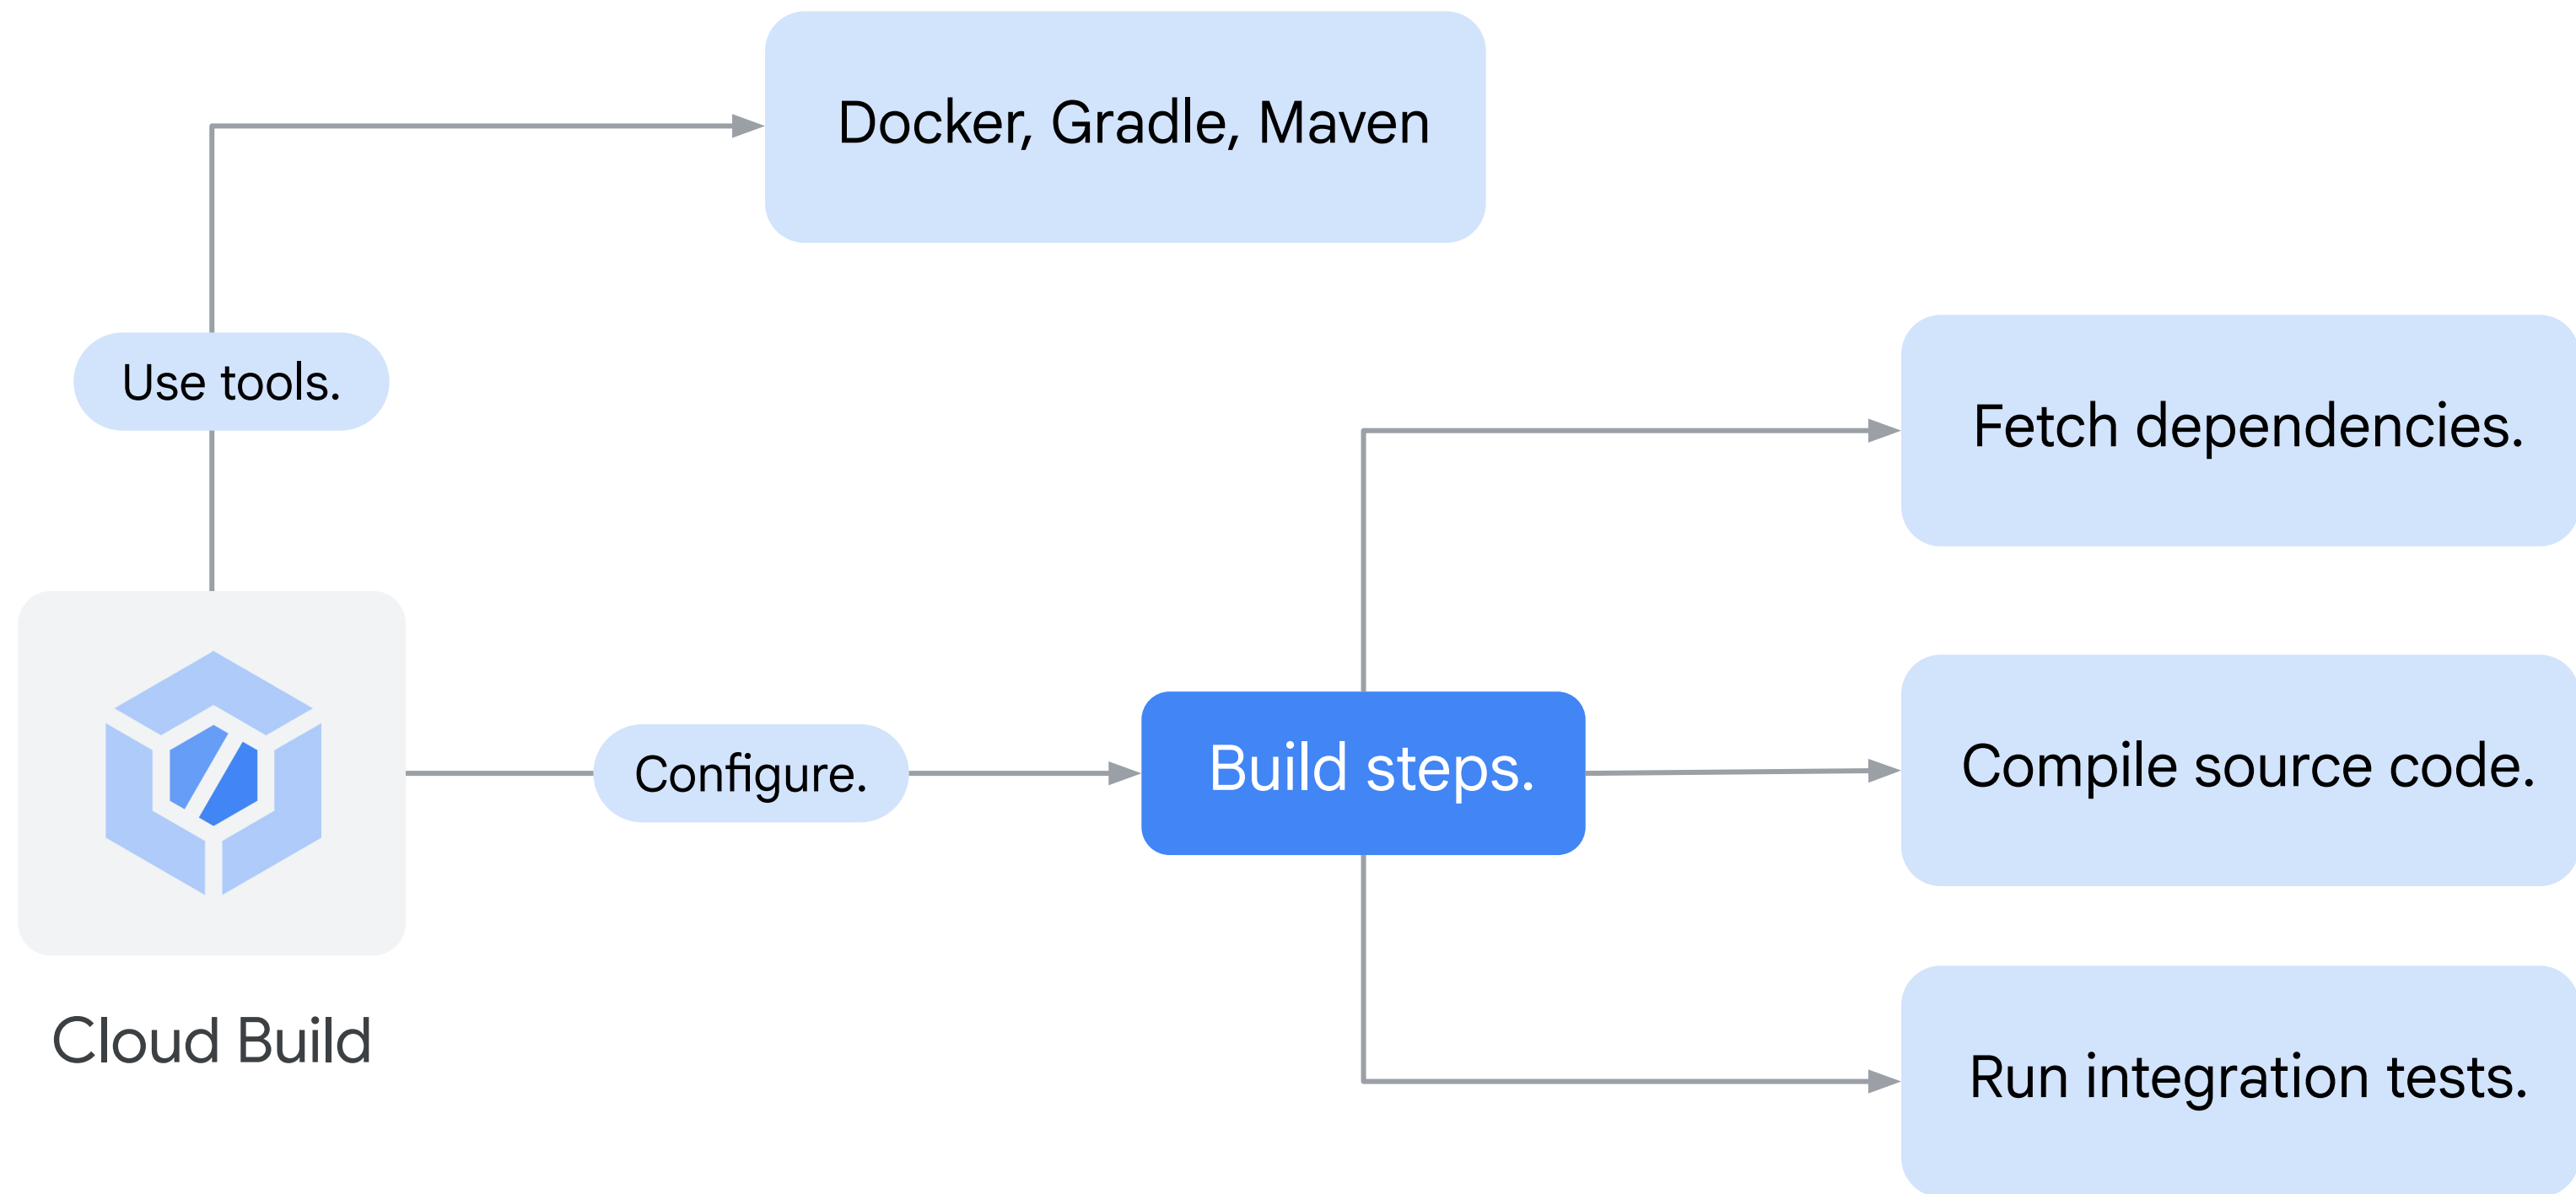 Docker, Gradle, Maven
Use tools.
Fetch dependencies.
Configure.
Build steps.
Compile source code.
Cloud Build
Run integration tests.